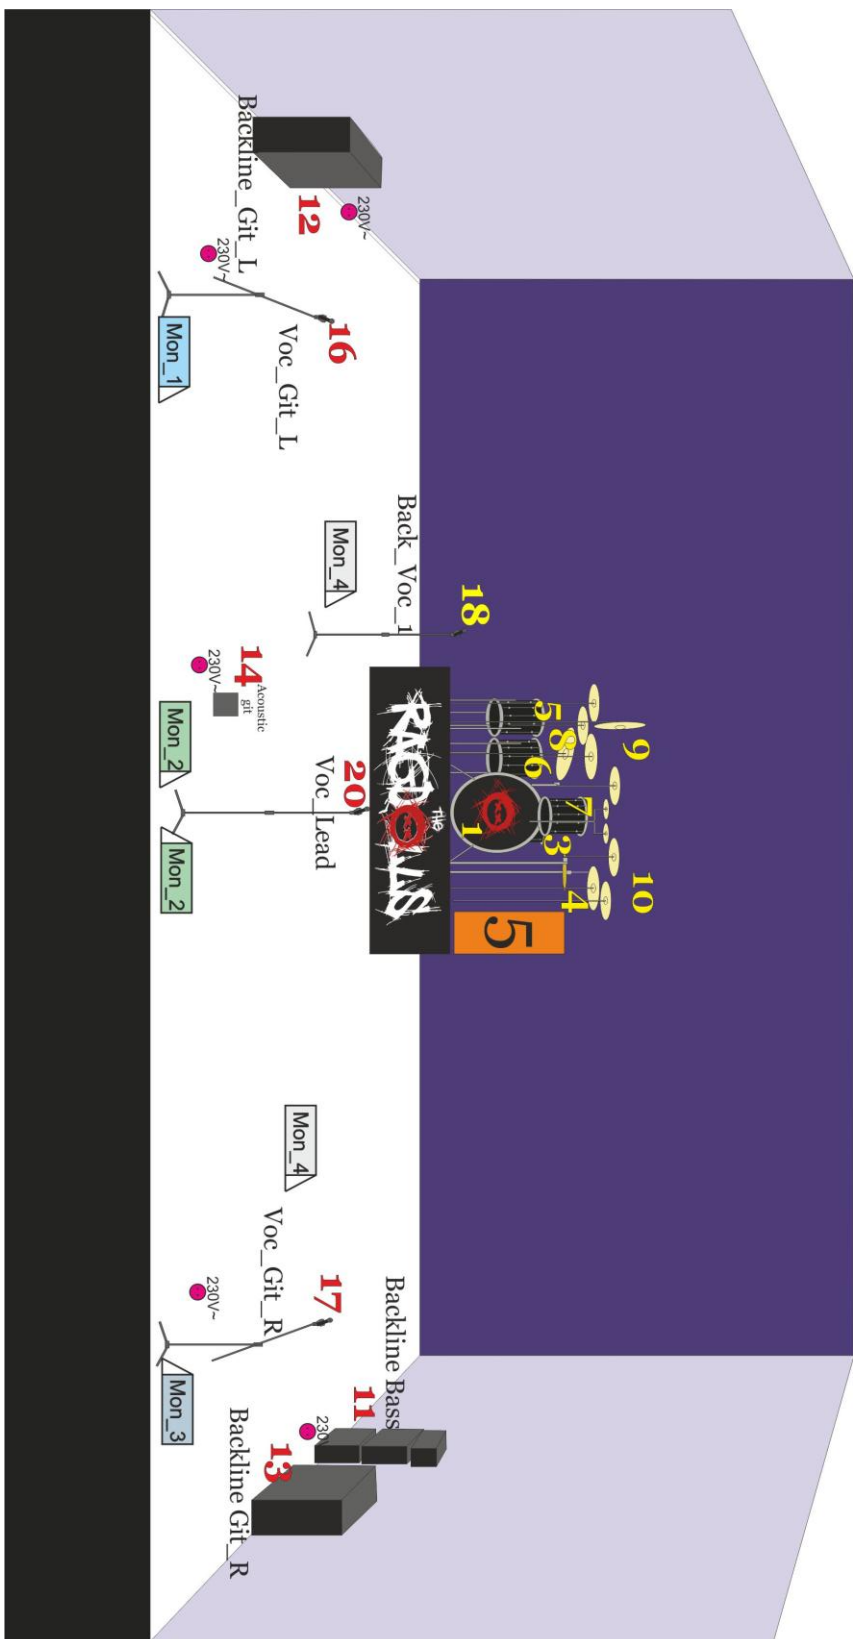 9
10
7
8
4
3
5
6
5
18
1
THE
RAGDOLLS
Back_Voc_1
Backline Bass
230V~
11
20
16
Mon_4
17
Voc_Lead
230
12
Mon_4
Voc_Git_L
Voc_Git_R
13
Acoustic
git
14
Backline_Git_L
Backline Git_R
230V~
230V~
230V~
Mon_1
Mon_2
Mon_2
Mon_3